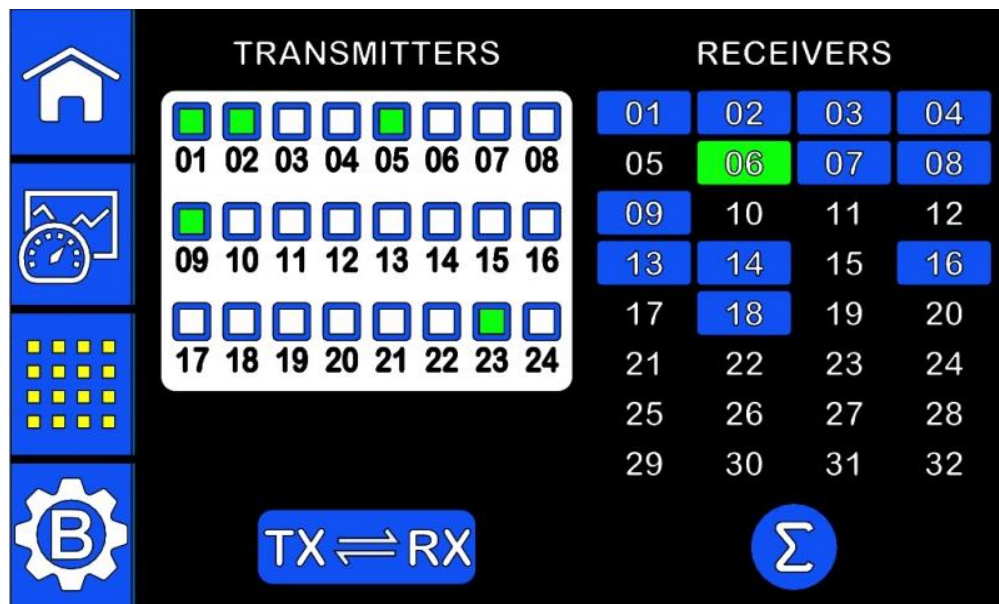 TRANSMITTERS
01 02 03 04 05 06 07 08
09 10 11 12 13 14 15 16
17 18 19 20 21 22 23 24
RECEIVERS
01 02 03 04
05 06 07 08
09 10 11 12
13 14 15 16
17 18 19 20
21 22 23 24
25 26 27 28
29 30 31 32
B
TX ⇌ RX
Σ